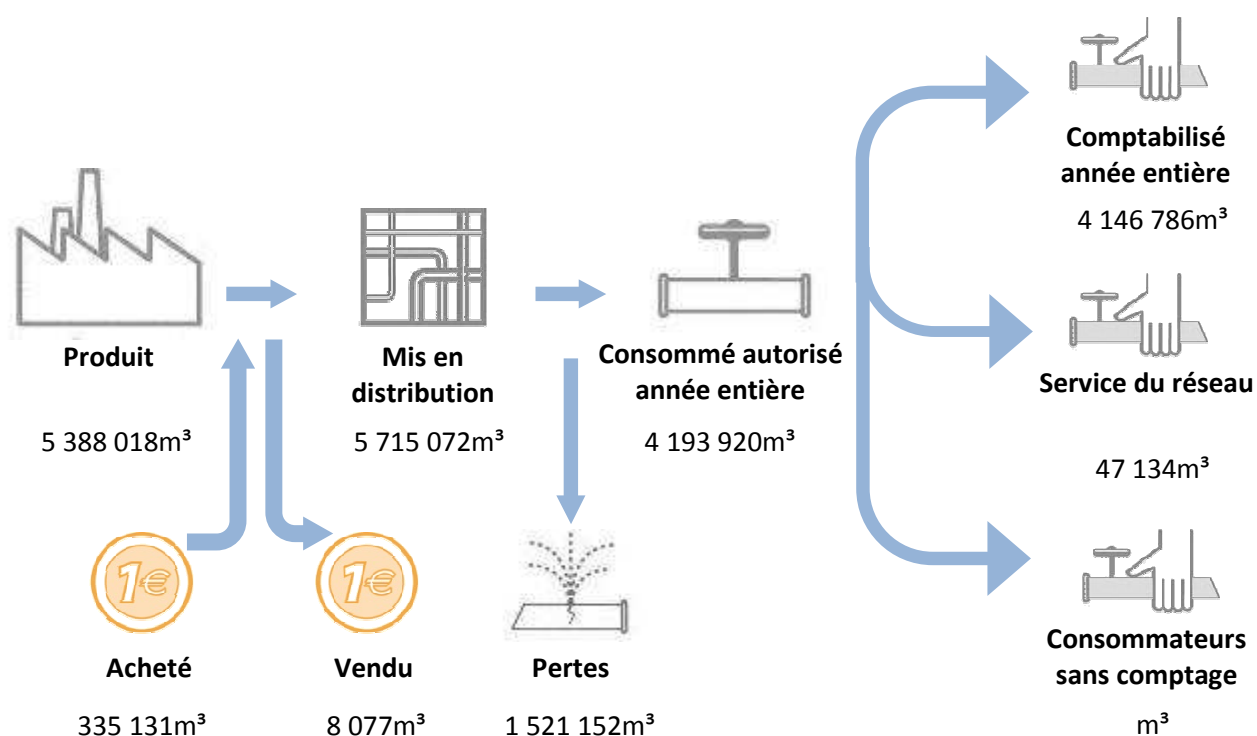 Produit
5 388 018m³
Acheté
335 131m³
1€
Vendu
8 077m³
1€
Mis en
distribution
5 715 072m³
Pertes
1 521 152m³
Consommé autorisé
année entière
4 193 920m³
Comptabilisé
année entière
4 146 786m³
Service du réseau
47 134m³
Consommateurs
sans comptage
m³